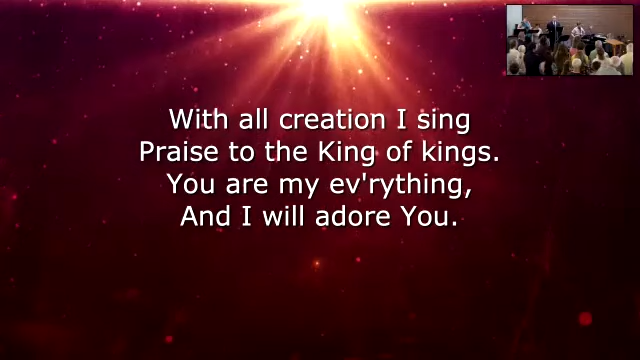 With all creation I sing
Praise to the King of kings.
You are my ev'rything,
And I will adore You.